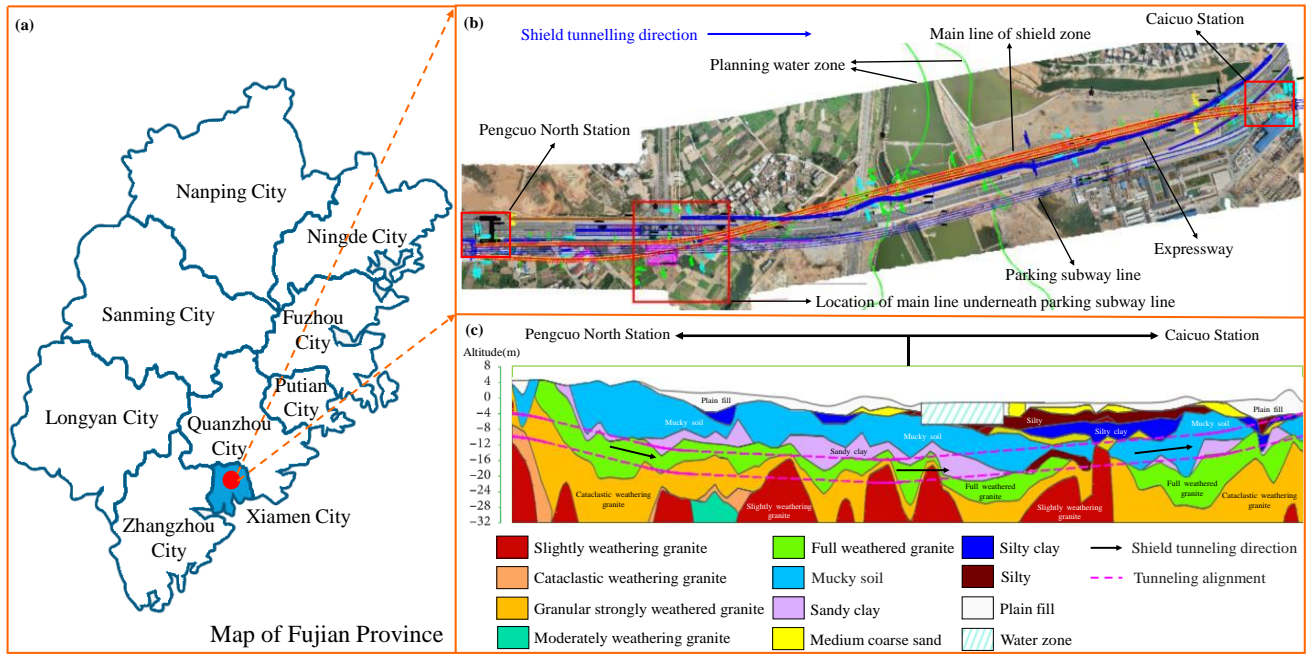 (a)
Nanping City
Ningde City
Sanming City
Fuzhou
City
Putian
City
Longyan City
Quanzhou
City
Zhangzhou
City
Xiamen City
Map of Fujian Province
(b)
Shield tunnelling direction
Main line of shield zone
Caicuo Station
Planning water zone
Pengcuo North Station
Expressway
Parking subway line
Location of main line underneath parking subway line
(c)
Pengcuo North Station
Caicuo Station
Altitude(m)
8
4
0
−4
−8
−12
−16
−20
−24
−28
−32
Plain fill
Plain fill
Mucky soil
Silty
Silty clay
Mucky soil
Mucky soil
Sandy clay
Full weathered
granite
Full weathered
granite
Cataclastic weathering
granite
Slightly weathering
granite
Slightly weathering
granite
Cataclastic weathering
granite
Slightly weathering granite
Full weathered granite
Silty clay
Shield tunneling direction
Cataclastic weathering granite
Mucky soil
Silty
Tunneling alignment
Granular strongly weathered granite
Sandy clay
Plain fill
Moderately weathering granite
Medium coarse sand
Water zone